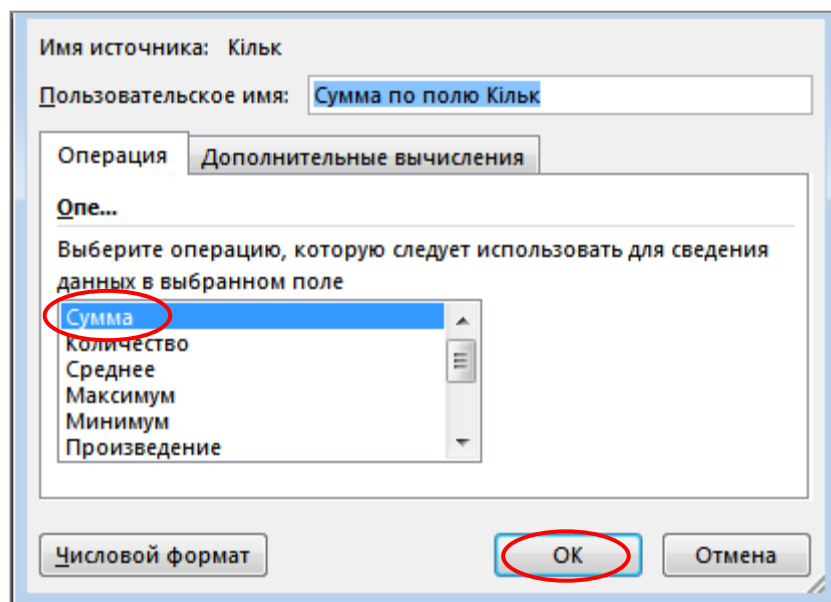 Имя источника: Кільк
Пользовательское имя: Сумма по полю Кільк
Операция Дополнительные вычисления
Опе...
Выберите операцию, которую следует использовать для сведения
данных в выбранном поле
Сумма
Количество
Среднее
Максимум
Минимум
Произведение
Числовой формат ОК Отмена